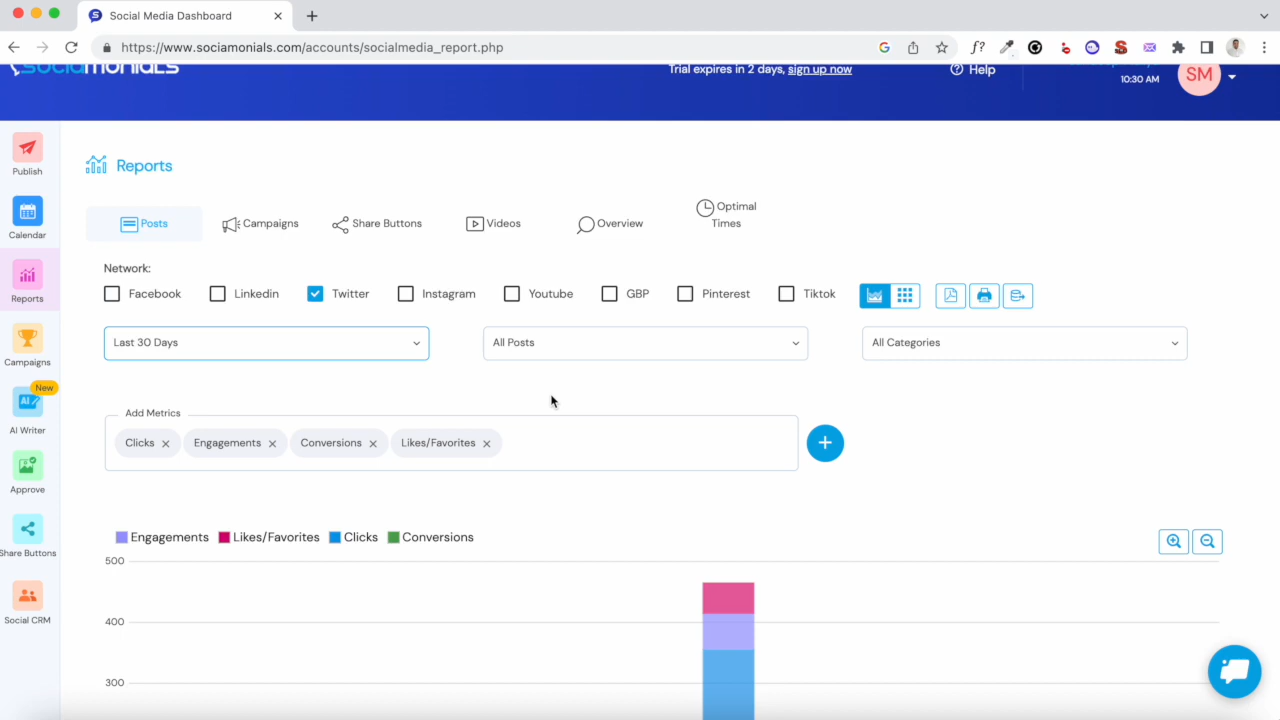 Social Media Dashboard
https://www.sociamonials.com/accounts/socialmedia_report.php
sociamonials
Trial expires in 2 days, sign up now
Help
10:30 AM
SM
Publish
Calendar
Reports
Campaigns
New
AI
AI Writer
Approve
Share Buttons
Social CRM
Reports
Posts
Campaigns
Share Buttons
Videos
Overview
Optimal
Times
Network:
Facebook
Linkedin
Twitter
Instagram
Youtube
GBP
Pinterest
Tiktok
Last 30 Days
All Posts
All Categories
Add Metrics
Clicks
Engagements
Conversions
Likes/Favorites
Engagements
Likes/Favorites
Clicks
Conversions
500
400
300